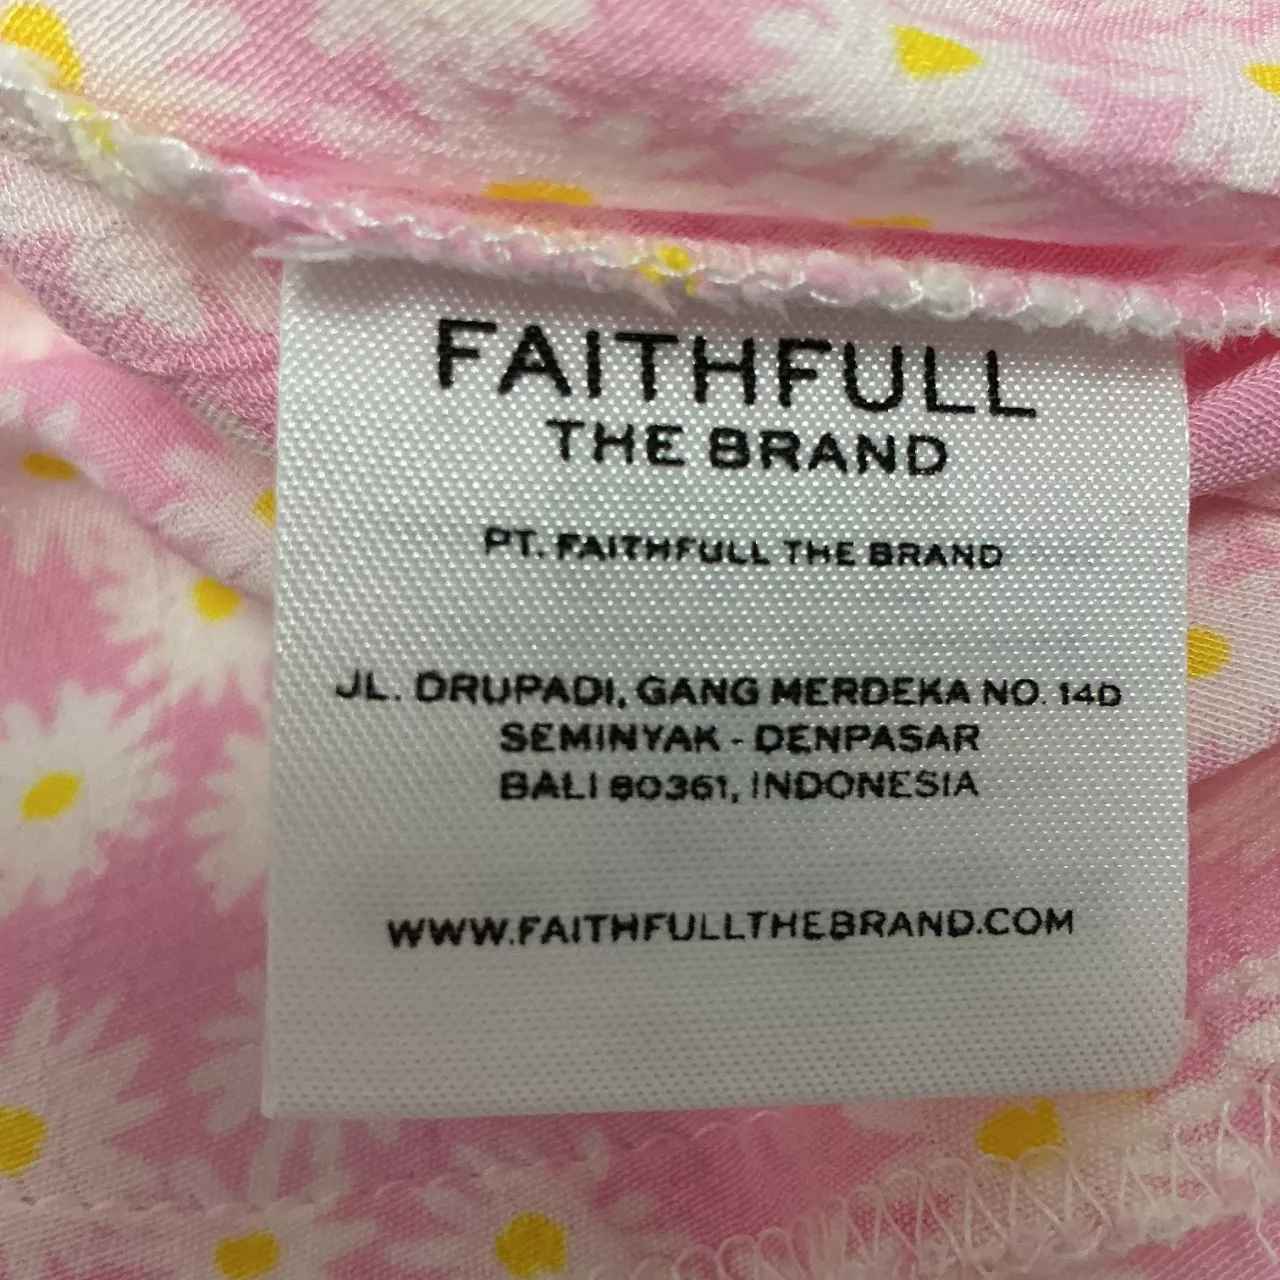 FAITHFULL
THE BRAND
PT. FAITHFULL THE BRAND
JL. DRUPADI, GANG MERDEKA NO. 14D
SEMINYAK - DENPASAR
BALI 80361, INDONESIA
WWW.FAITHFULLTHEBRAND.COM